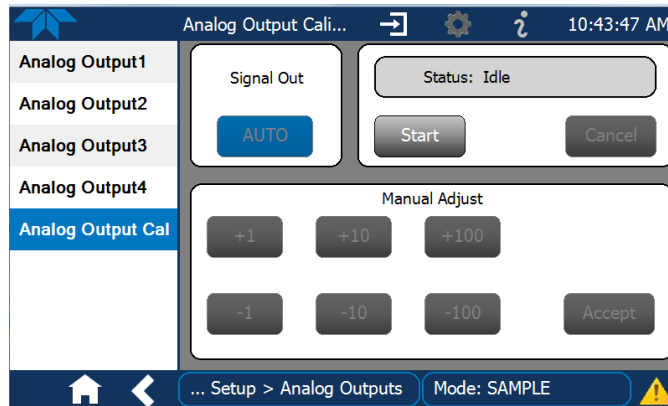 Analog Output Cali... 10:43:47 AM
Analog Output1
Analog Output2
Analog Output3
Analog Output4
Analog Output Cal
Signal Out
AUTO
Status: Idle
Start Cancel
Manual Adjust
+1 +10 +100
-1 -10 -100 Accept
... Setup > Analog Outputs Mode: SAMPLE